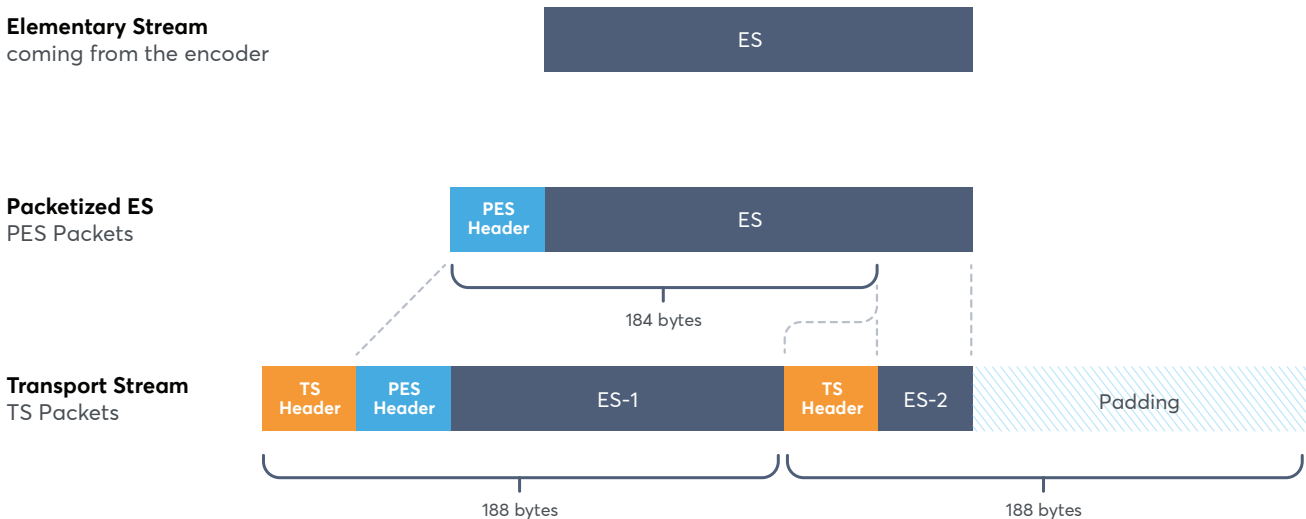 Elementary Stream
coming from the encoder
ES
Packetized ES
PES Packets
PES
Header
ES
184 bytes
Transport Stream
TS Packets
TS
Header
PES
Header
ES-1
TS
Header
ES-2
Padding
188 bytes
188 bytes